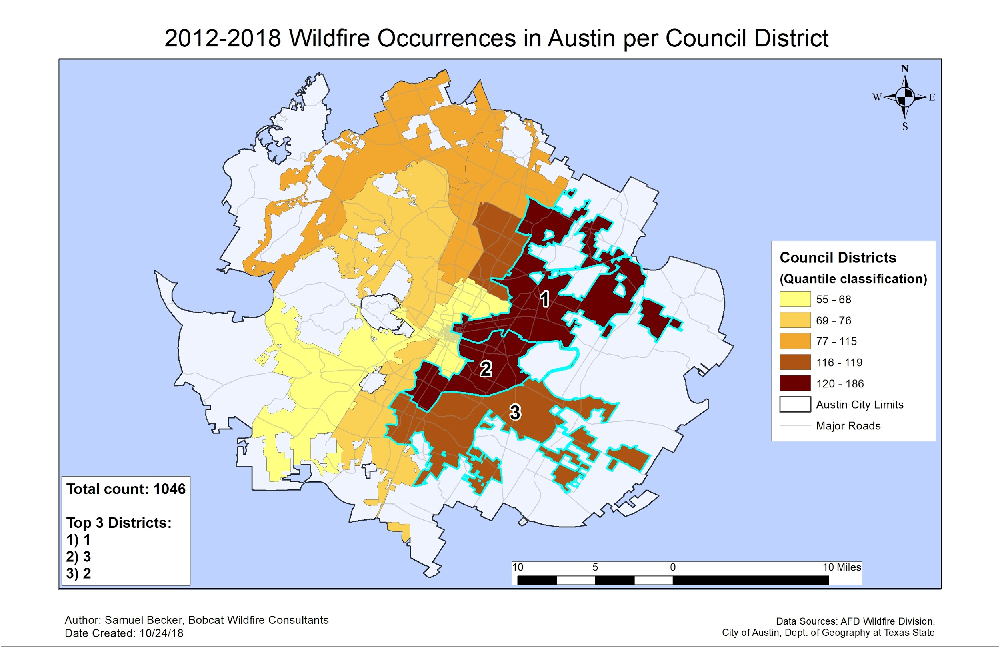 2012-2018 Wildfire Occurrences in Austin per Council District
N
W E
S
1
2
3
Council Districts
(Quantile classification)
55 - 68
69 - 76
77 - 115
116 - 119
120 - 186
Austin City Limits
Major Roads
Total count: 1046
Top 3 Districts:
1) 1
2) 3
3) 2
10 5 0 10 Miles
Author: Samuel Becker, Bobcat Wildfire Consultants
Date Created: 10/24/18
Data Sources: AFD Wildfire Division,
City of Austin, Dept. of Geography at Texas State